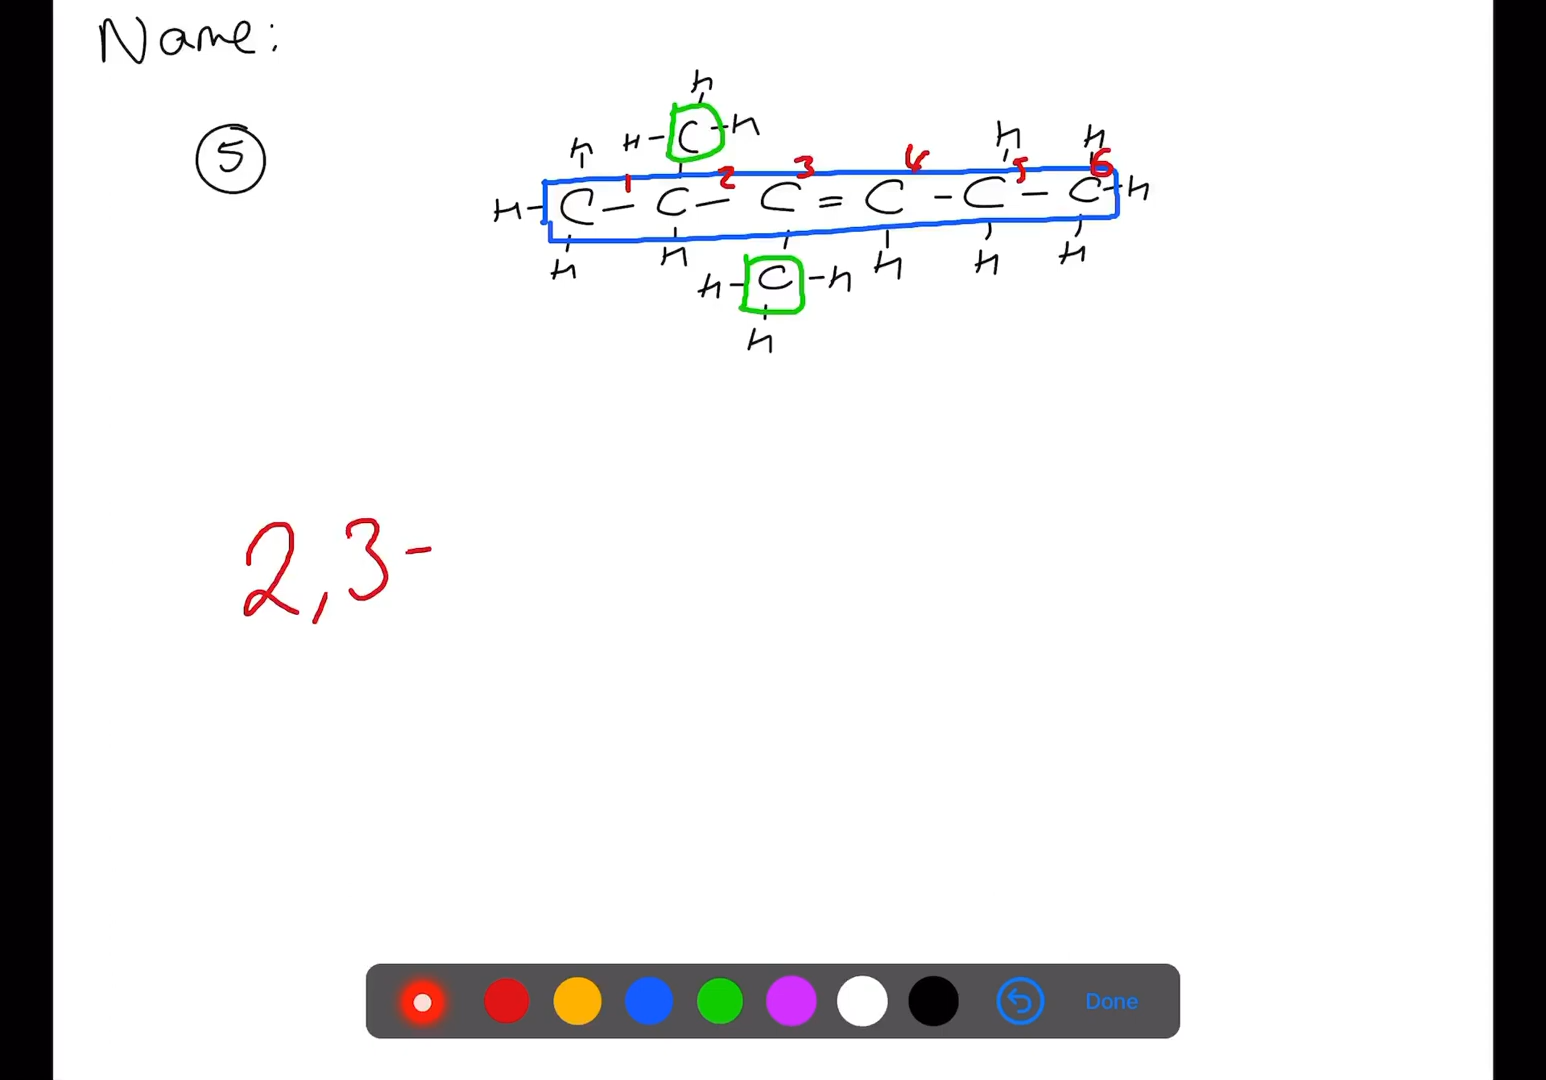 Name:
5
h
H-C-h
h h h
1 2 3 4 5 6
H-C-C-C=C-C-C-h
h h h h h
h-C-h
h
2,3-
Done